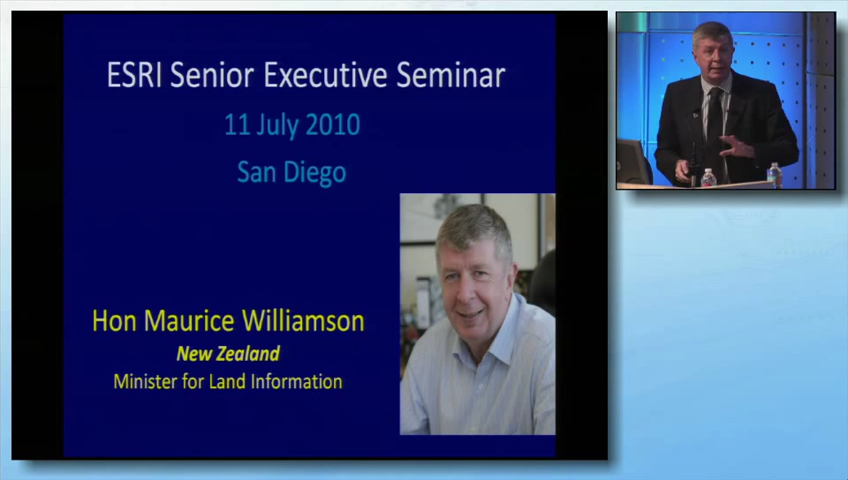 ESRI Senior Executive Seminar
11 July 2010
San Diego
Hon Maurice Williamson
New Zealand
Minister for Land Information